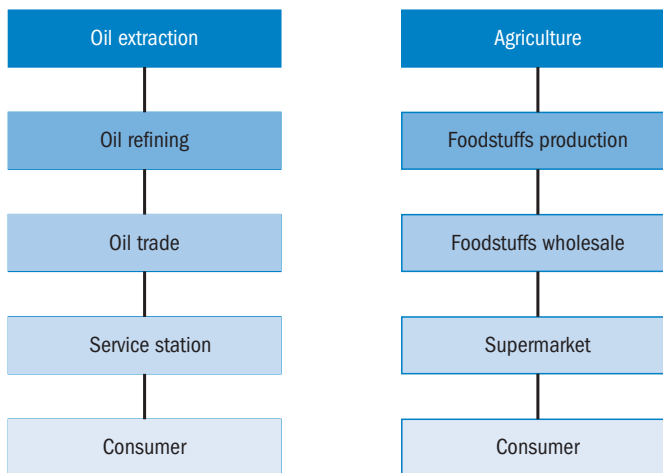 Oil extraction
Oil refining
Oil trade
Service station
Consumer
Agriculture
Foodstuffs production
Foodstuffs wholesale
Supermarket
Consumer